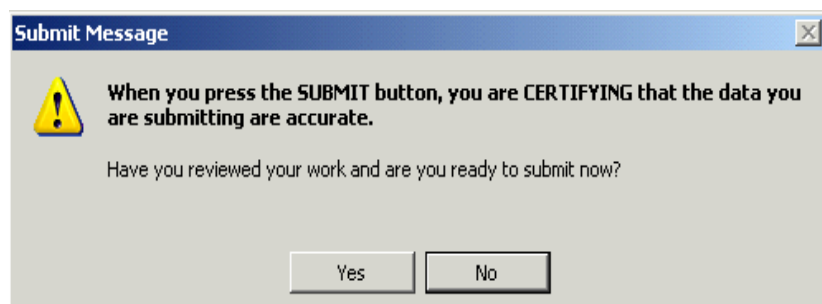 Submit Message
When you press the SUBMIT button, you are CERTIFYING that the data you
are submitting are accurate.
Have you reviewed your work and are you ready to submit now?
Yes No